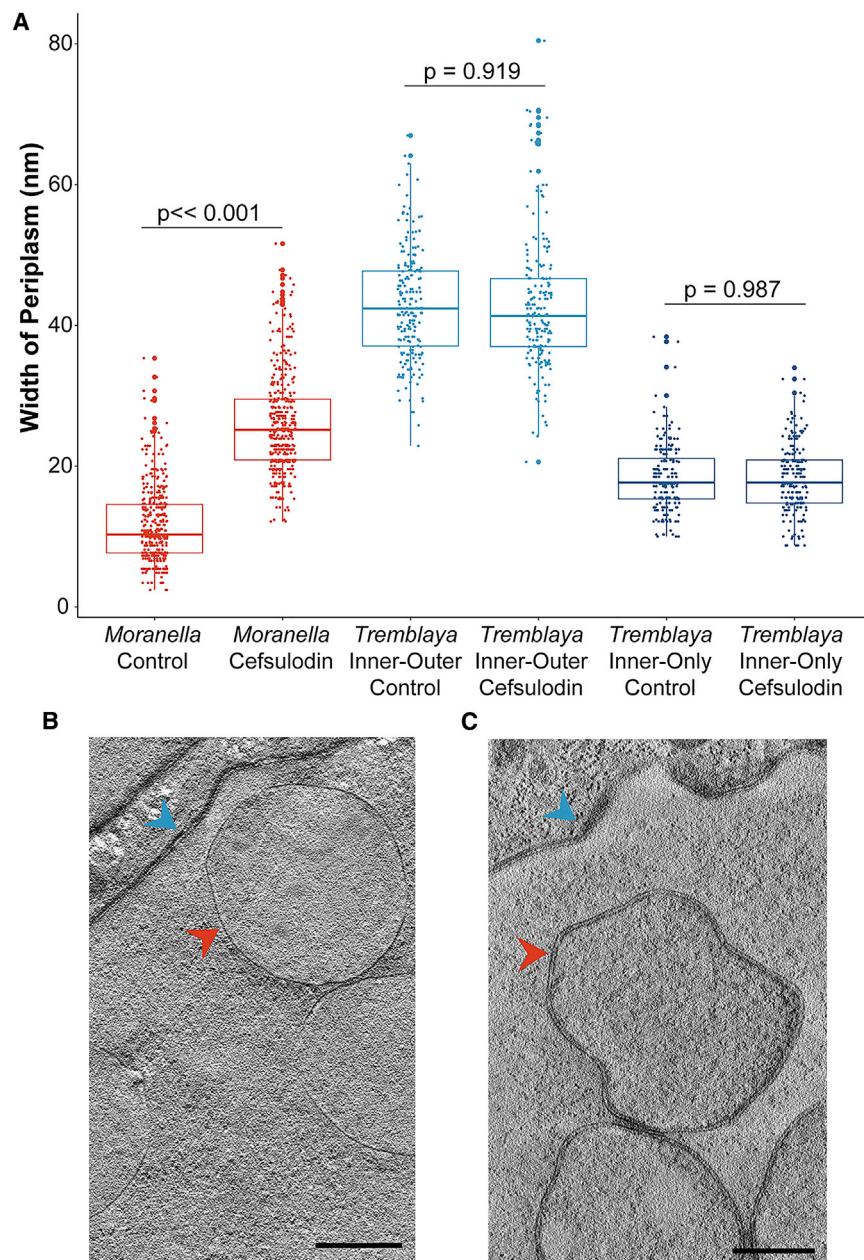 A
Width of Periplasm (nm)
80
60
40
20
0
p<< 0.001
p = 0.919
p = 0.987
Moranella
Control
Moranella
Cefsulodin
Tremblaya
Inner-Outer
Control
Tremblaya
Inner-Outer
Cefsulodin
Tremblaya
Inner-Only
Control
Tremblaya
Inner-Only
Cefsulodin
B
C